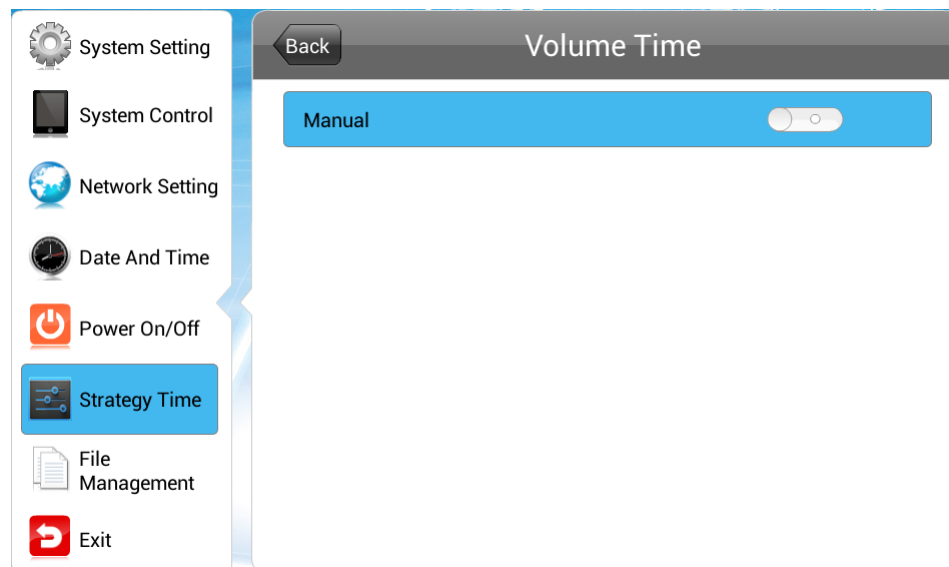 System Setting
System Control
Network Setting
Date And Time
Power On/Off
Strategy Time
File
Management
Exit
Back
Volume Time
Manual